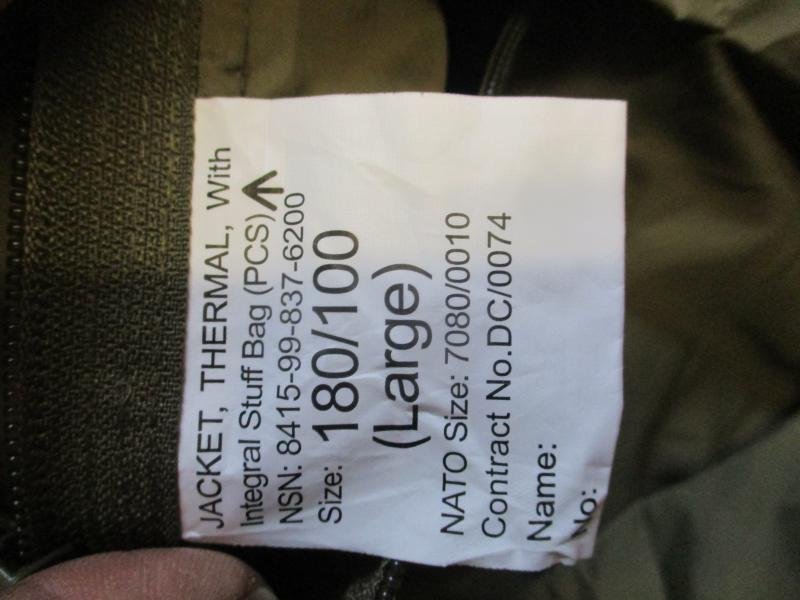 JACKET, THERMAL, With
Integral Stuff Bag (PCS)
NSN: 8415-99-837-6200
Size: 180/100
(Large)
NATO Size: 7080/0010
Contract No.DC/0074
Name:
No: